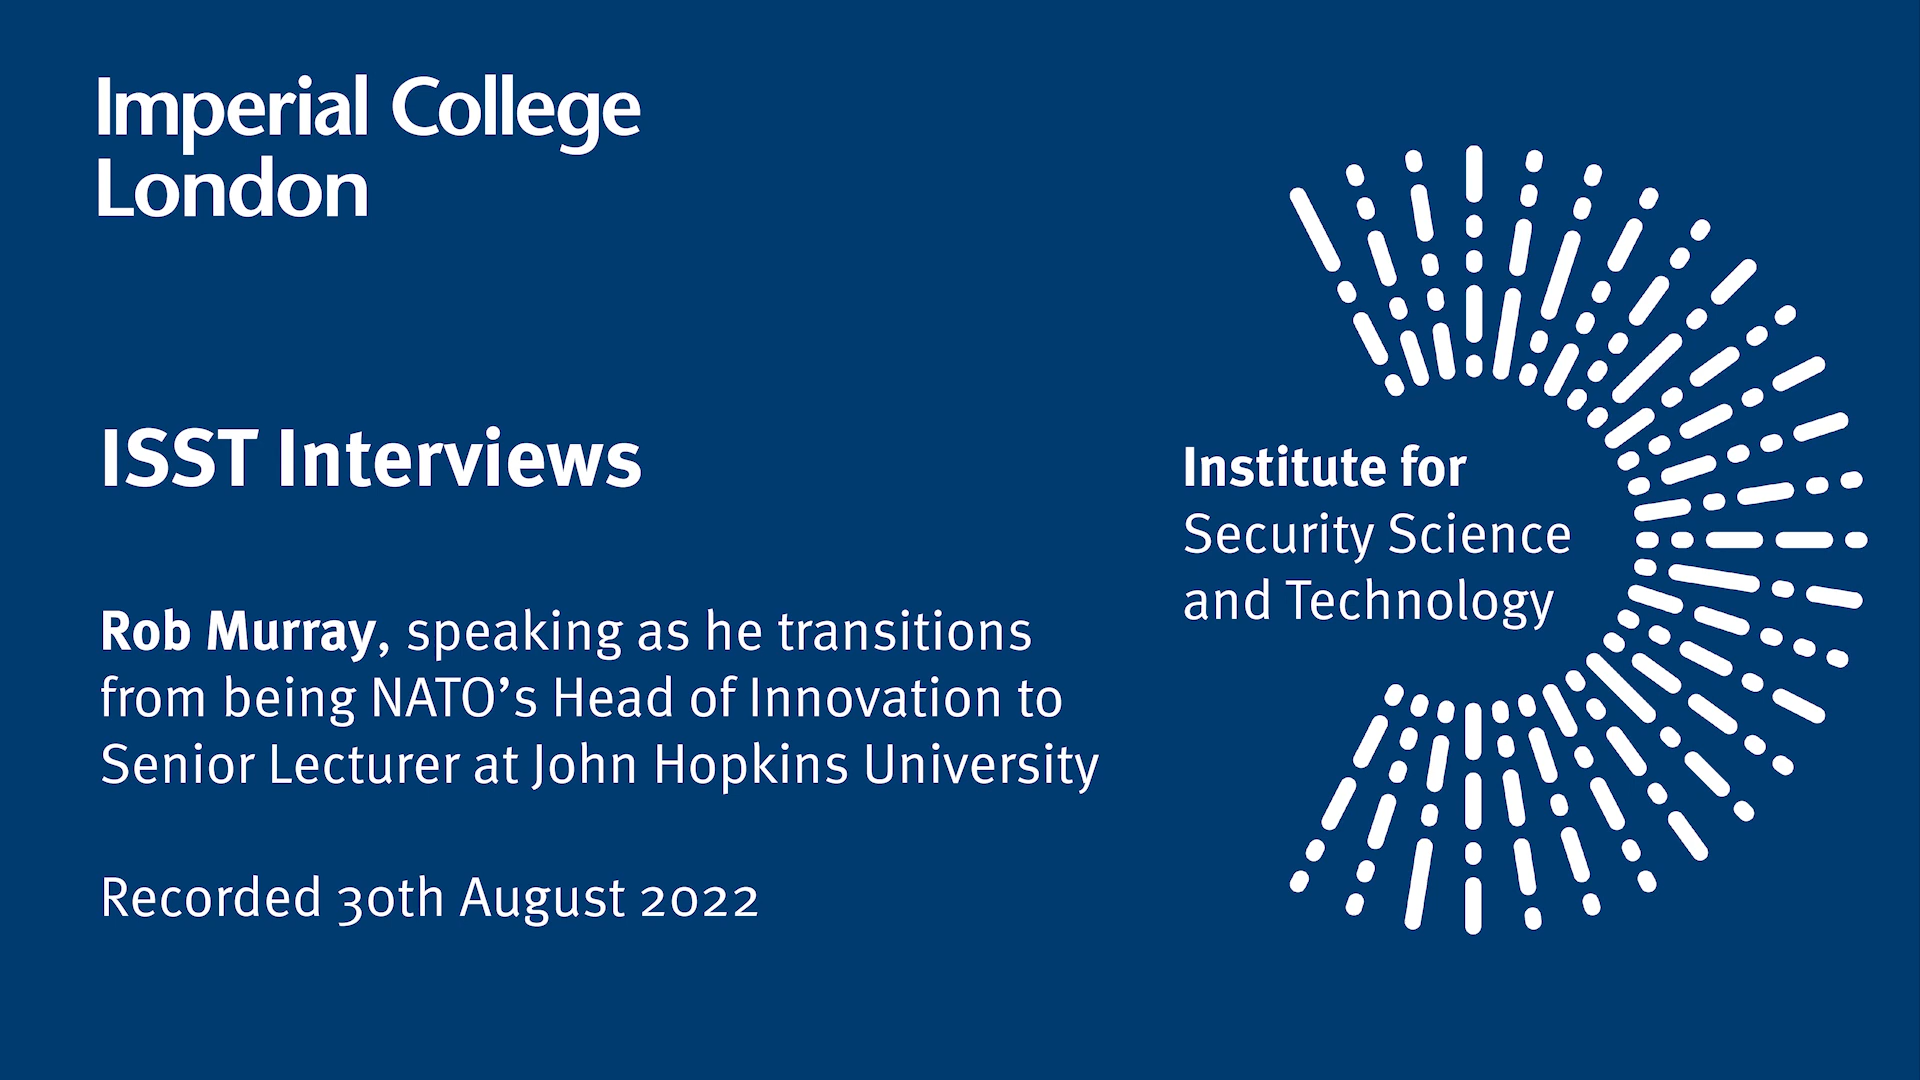 Imperial College
London
ISST Interviews
Rob Murray, speaking as he transitions
from being NATO’s Head of Innovation to
Senior Lecturer at John Hopkins University
Recorded 30th August 2022
Institute for
Security Science
and Technology